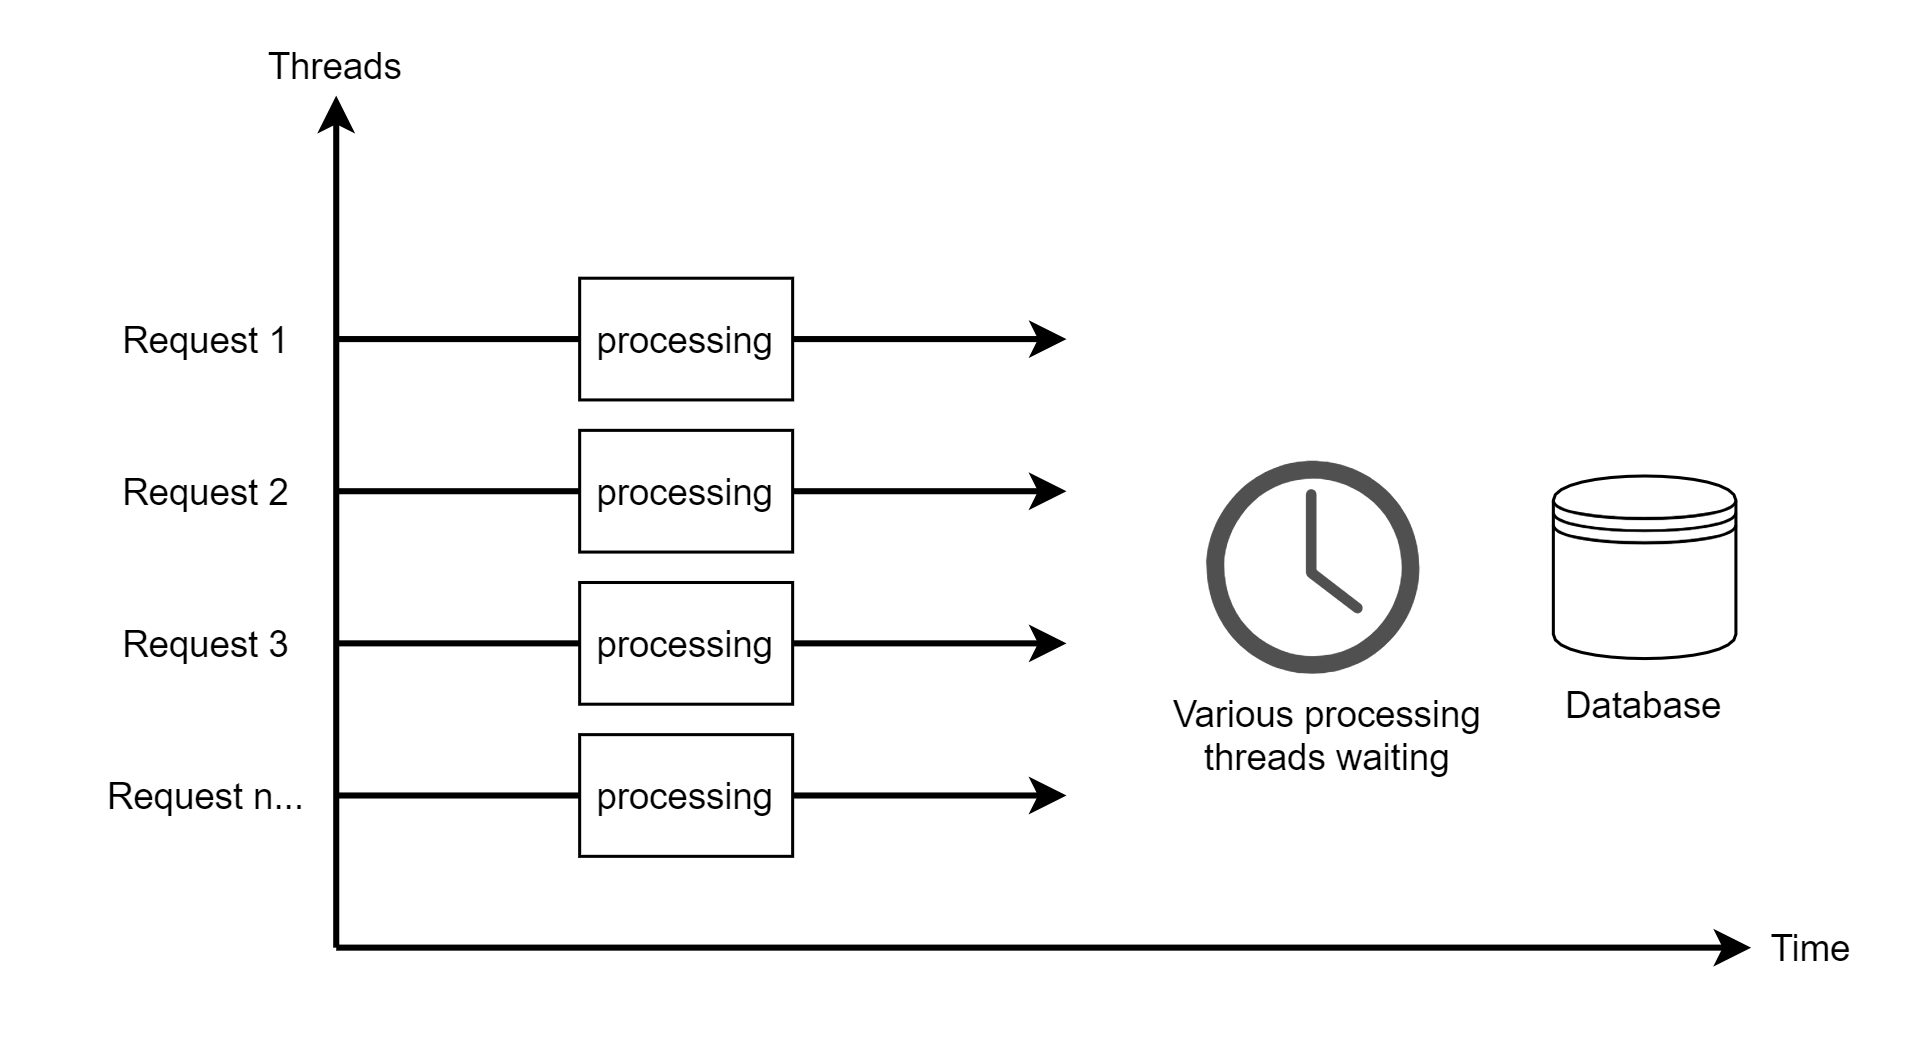 Threads
Request 1
processing
Request 2
processing
Request 3
processing
Request n...
processing
Various processing
threads waiting
Database
Time